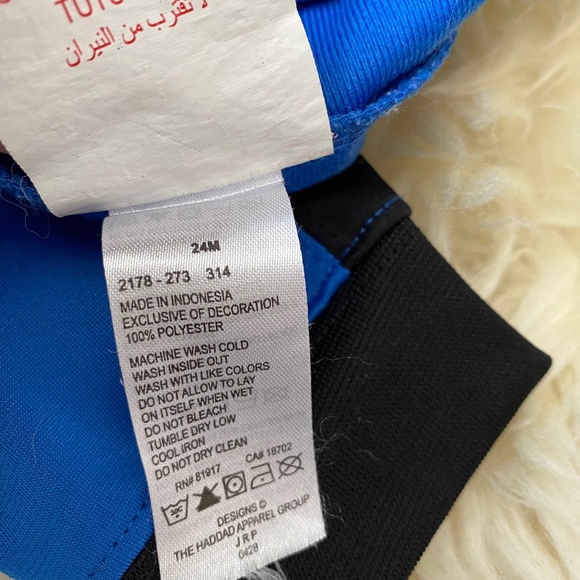 TUTU
لا تقترب من النيران
24M
2178 - 273 314
MADE IN INDONESIA
EXCLUSIVE OF DECORATION
100% POLYESTER
MACHINE WASH COLD
WASH INSIDE OUT
WASH WITH LIKE COLORS
DO NOT ALLOW TO LAY
ON ITSELF WHEN WET
DO NOT BLEACH
TUMBLE DRY LOW
COOL IRON
DO NOT DRY CLEAN
RN# 81917 CA# 18702
30C
DESIGNS ©
THE HADDAD APPAREL GROUP
J R P
0428